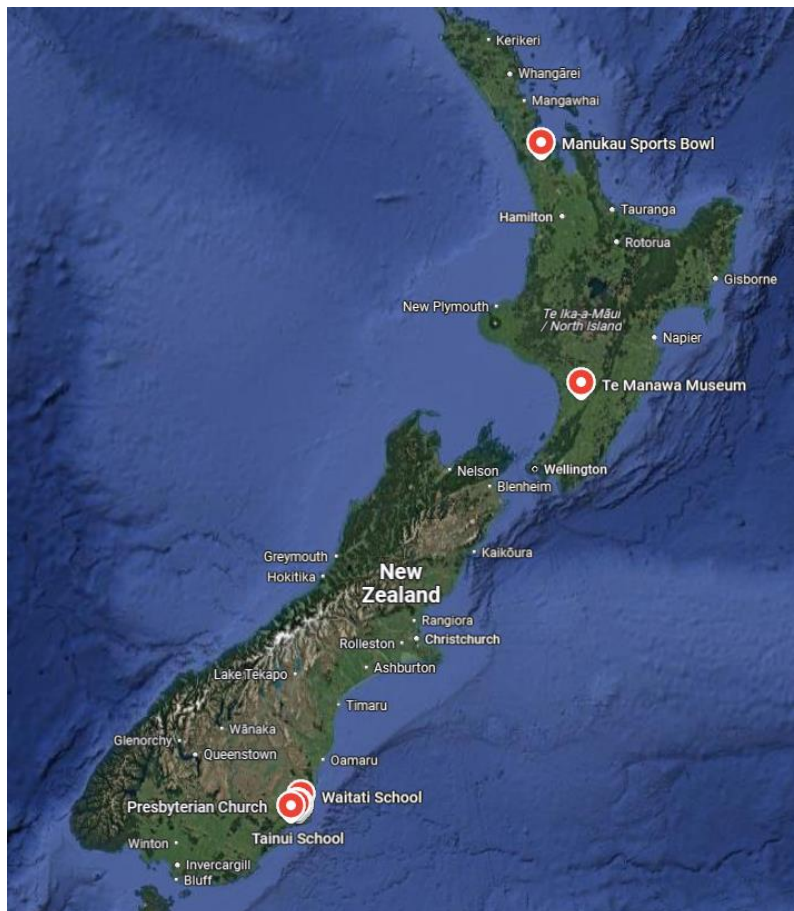 Kerikeri
Whangārei
Mangawhai
Manukau Sports Bowl
Tauranga
Hamilton
Rotorua
Gisborne
New Plymouth
Te Ika-a-Māui
/ North Island
Napier
Te Manawa Museum
Wellington
Nelson
Blenheim
Kaikōura
Greymouth
Hokitika
New
Zealand
Rangiora
Christchurch
Rolleston
Ashburton
Lake Tekapo
Timaru
Wānaka
Glenorchy
Queenstown
Oamaru
Waitati School
Presbyterian Church
Tainui School
Winton
Invercargill
Bluff